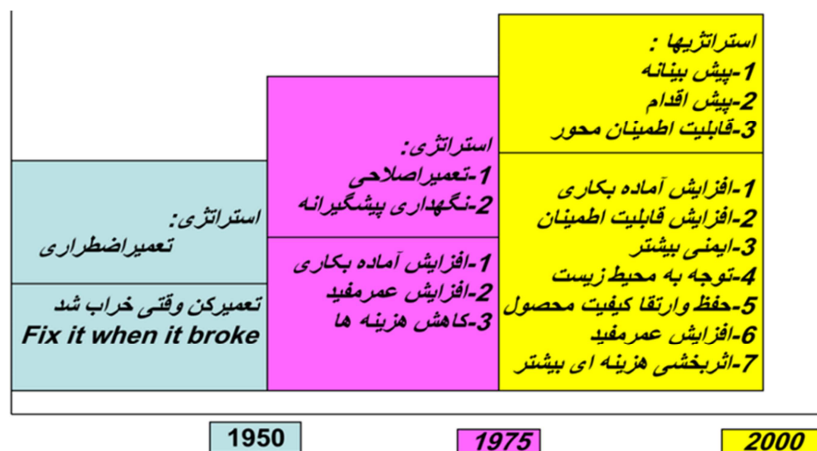 استراتژی:
تعمیراضطراری
تعمیرکن وقتی خراب شد
Fix it when it broke
استراتژی:
1-تعمیراصلاحی
2-نگهداری پیشگیرانه
1-افزایش آماده بکاری
2-افزایش عمرمفید
3-کاهش هزینه ها
استراتژیها :
1-پیش بینانه
2-پیش اقدام
3-قابلیت اطمینان محور
1-افزایش آماده بکاری
2-افزایش قابلیت اطمینان
3-ایمنی بیشتر
4-توجه به محیط زیست
5-حفظ وارتقا کیفیت محصول
6-افزایش عمرمفید
7-اثربخشی هزینه ای بیشتر
1950
1975
2000